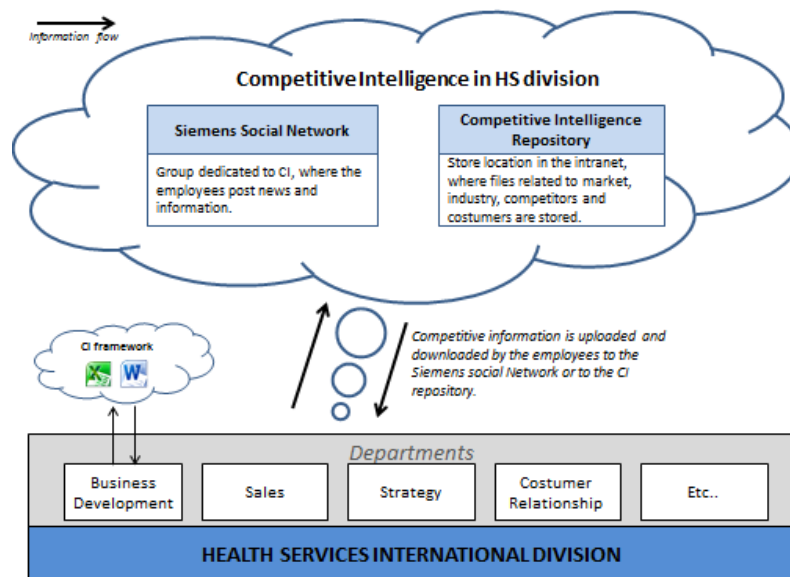 Information flow
Competitive Intelligence in HS division
Siemens Social Network
Group dedicated to CI, where the
employees post news and
information.
Competitive Intelligence
Repository
Store location in the intranet,
where files related to market,
industry, competitors and
costumers are stored.
CI framework
Competitive information is uploaded and
downloaded by the employees to the
Siemens social Network or to the CI
repository.
Departments
Business
Development
Sales
Strategy
Costumer
Relationship
Etc..
HEALTH SERVICES INTERNATIONAL DIVISION